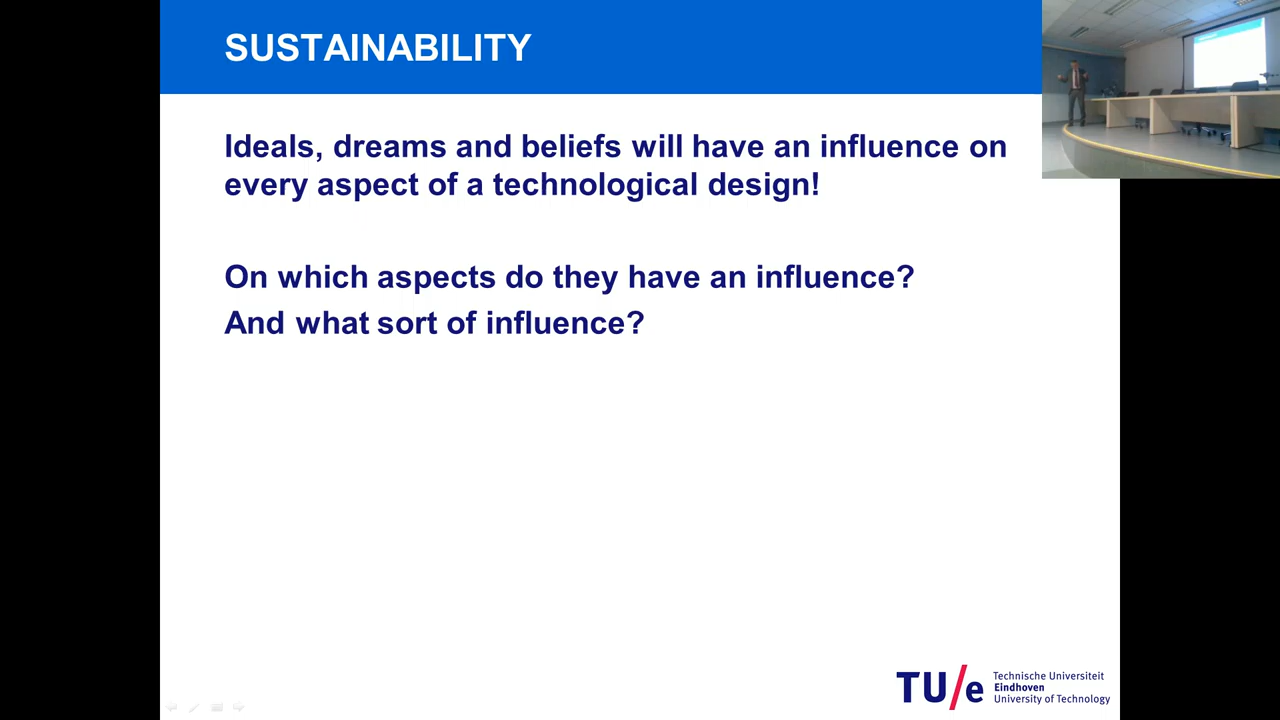 SUSTAINABILITY
Ideals, dreams and beliefs will have an influence on
every aspect of a technological design!
On which aspects do they have an influence?
And what sort of influence?
TU/e
Technische Universiteit
Eindhoven
University of Technology